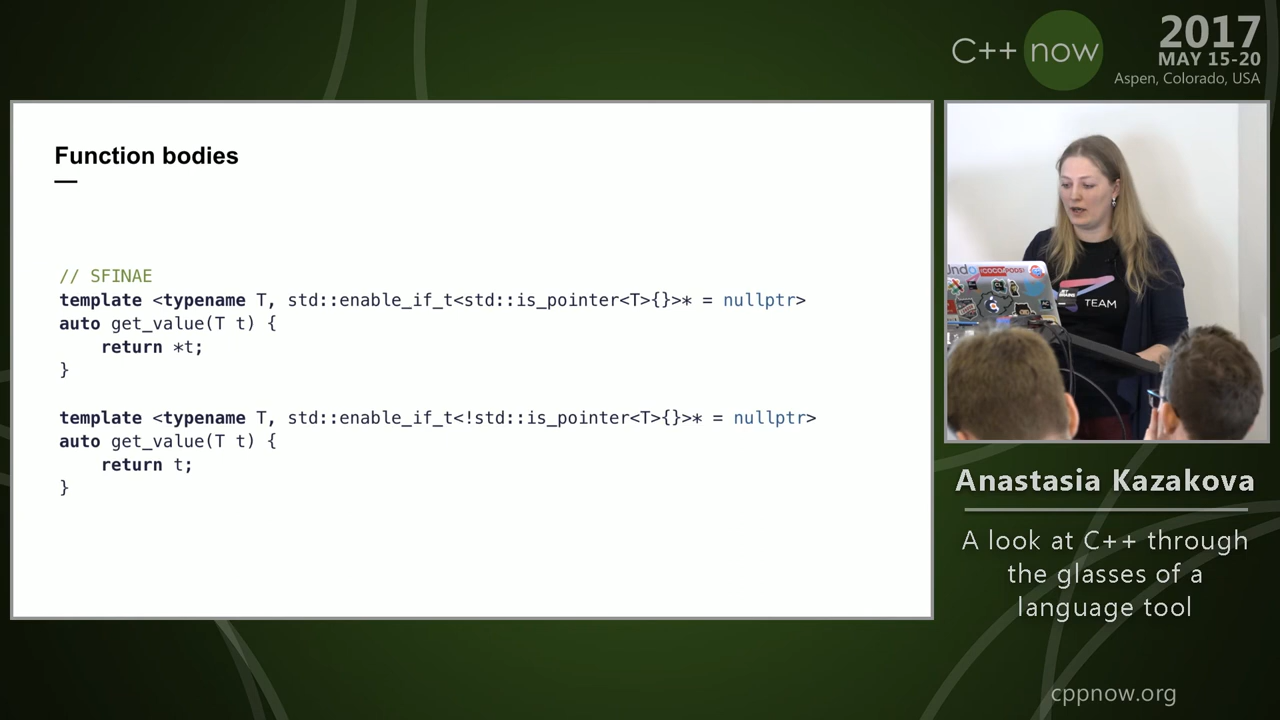 C++ now
2017
MAY 15-20
Aspen, Colorado, USA
Function bodies
// SFINAE
template <typename T, std::enable_if_t<std::is_pointer<T>{}>* = nullptr>
auto get_value(T t) {
    return *t;
}
template <typename T, std::enable_if_t<!std::is_pointer<T>{}>* = nullptr>
auto get_value(T t) {
    return t;
}
TEAM
Anastasia Kazakova
A look at C++ through
the glasses of a
language tool
cppnow.org